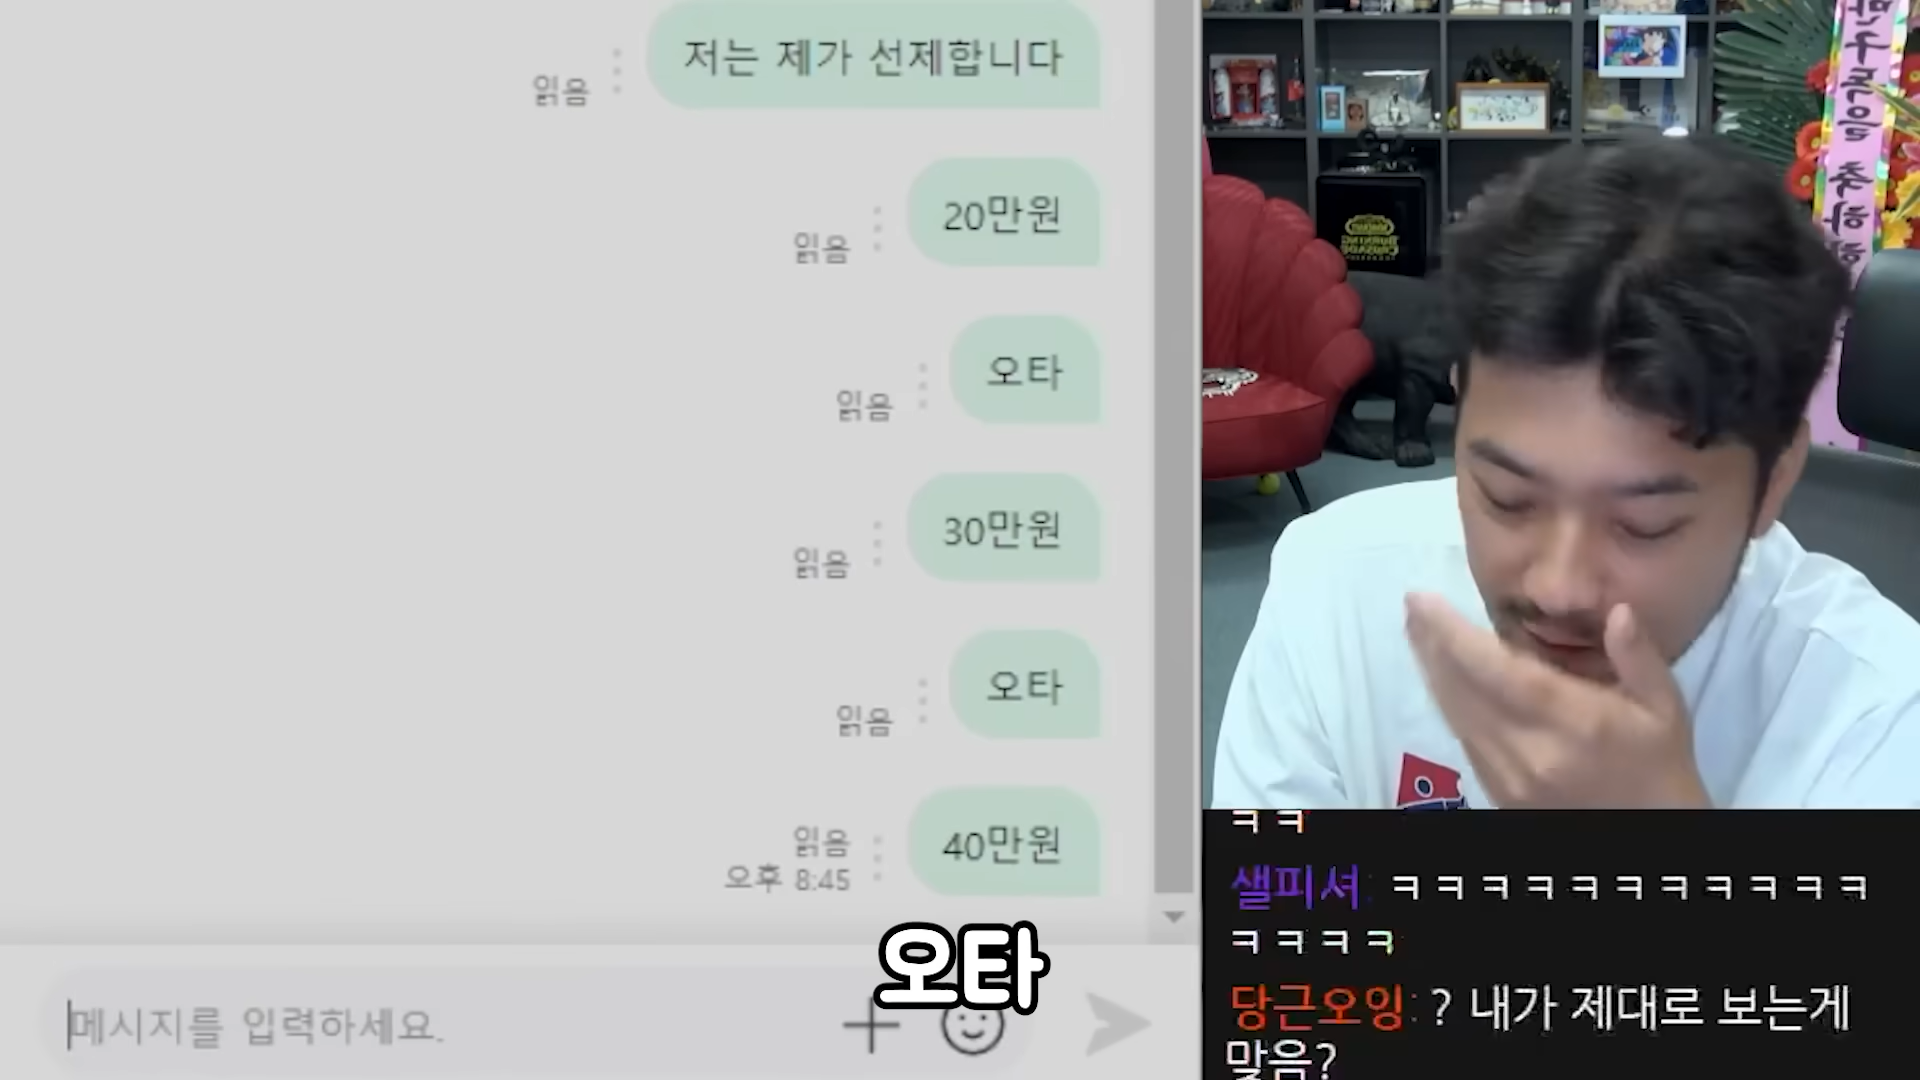 저는 제가 선제합니다
읽음
20만원
읽음
오타
읽음
30만원
읽음
오타
읽음
40만원
읽음
오후 8:45
오타
메시지를 입력하세요.
ㅋㅋ
샐피셔: ㅋㅋㅋㅋㅋㅋㅋㅋㅋㅋㅋ
ㅋㅋㅋㅋ
당근오잉: ? 내가 제대로 보는게
맞음?